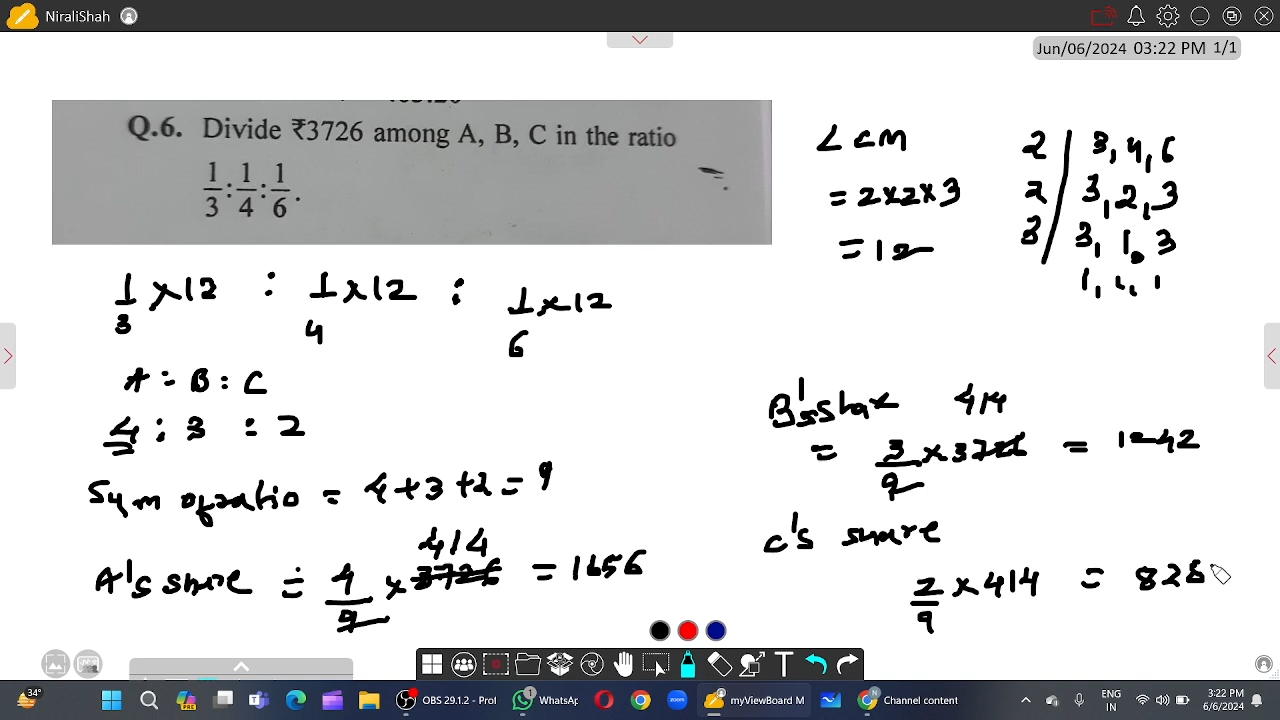 NiraliShah
Jun/06/2024 03:22 PM 1/1
Q.6. Divide ₹3726 among A, B, C in the ratio
1/3 : 1/4 : 1/6 .
1/3 × 12 : 1/4 × 12 : 1/6 × 12
A : B : C
4 : 3 : 2
Sum of ratio = 4 + 3 + 2 = 9
414
A's share = 4/9 × 3726 = 1656
LCM
= 2×2×3
= 12
2 | 3, 4, 6
2 | 3, 2, 3
3 | 3, 1, 3
1, 1, 1
B's share 414
= 3/9 × 3726 = 1242
C's share
2/9 × 414 = 828
T
34°
OBS 29.1.2 - Prof
1
WhatsApp
zoom
myViewBoard M
Channel content
ENG
IN
3:22 PM
6/6/2024